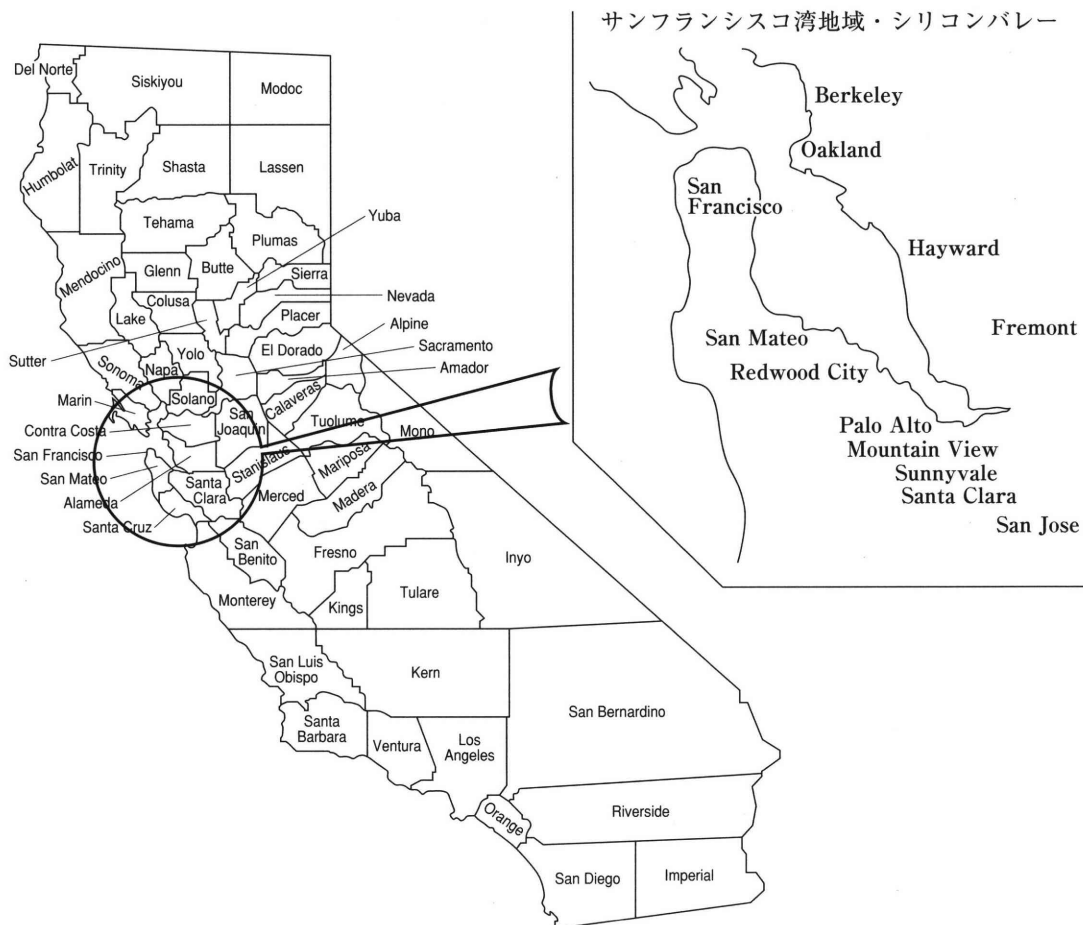 サンフランシスコ湾地域・シリコンバレー
Berkeley
Oakland
San
Francisco
Hayward
Fremont
San Mateo
Redwood City
Palo Alto
Mountain View
Sunnyvale
Santa Clara
San Jose
Del Norte
Siskiyou
Modoc
Humbolat
Trinity
Shasta
Lassen
Tehama
Yuba
Plumas
Mendocino
Glenn
Butte
Sierra
Colusa
Nevada
Lake
Placer
Alpine
Sutter
Yolo
El Dorado
Sacramento
Sonoma
Napa
Amador
Solano
Calaveras
Marin
San
Joaquin
Tuolume
Mono
Contra Costa
San Francisco
Stanislaus
Mariposa
San Mateo
Santa
Clara
Merced
Madera
Alameda
Santa Cruz
San
Benito
Fresno
Inyo
Monterey
Kings
Tulare
San Luis
Obispo
Kern
San Bernardino
Santa
Barbara
Ventura
Los
Angeles
Orange
Riverside
San Diego
Imperial